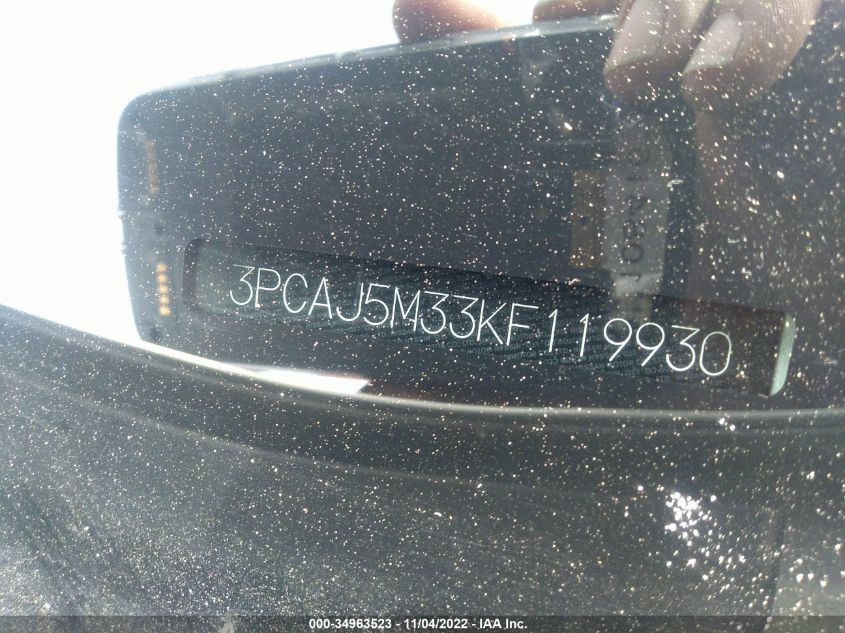 3PCAJ5M33KF119930
000-34963523 - 11/04/2022 - IAA Inc.